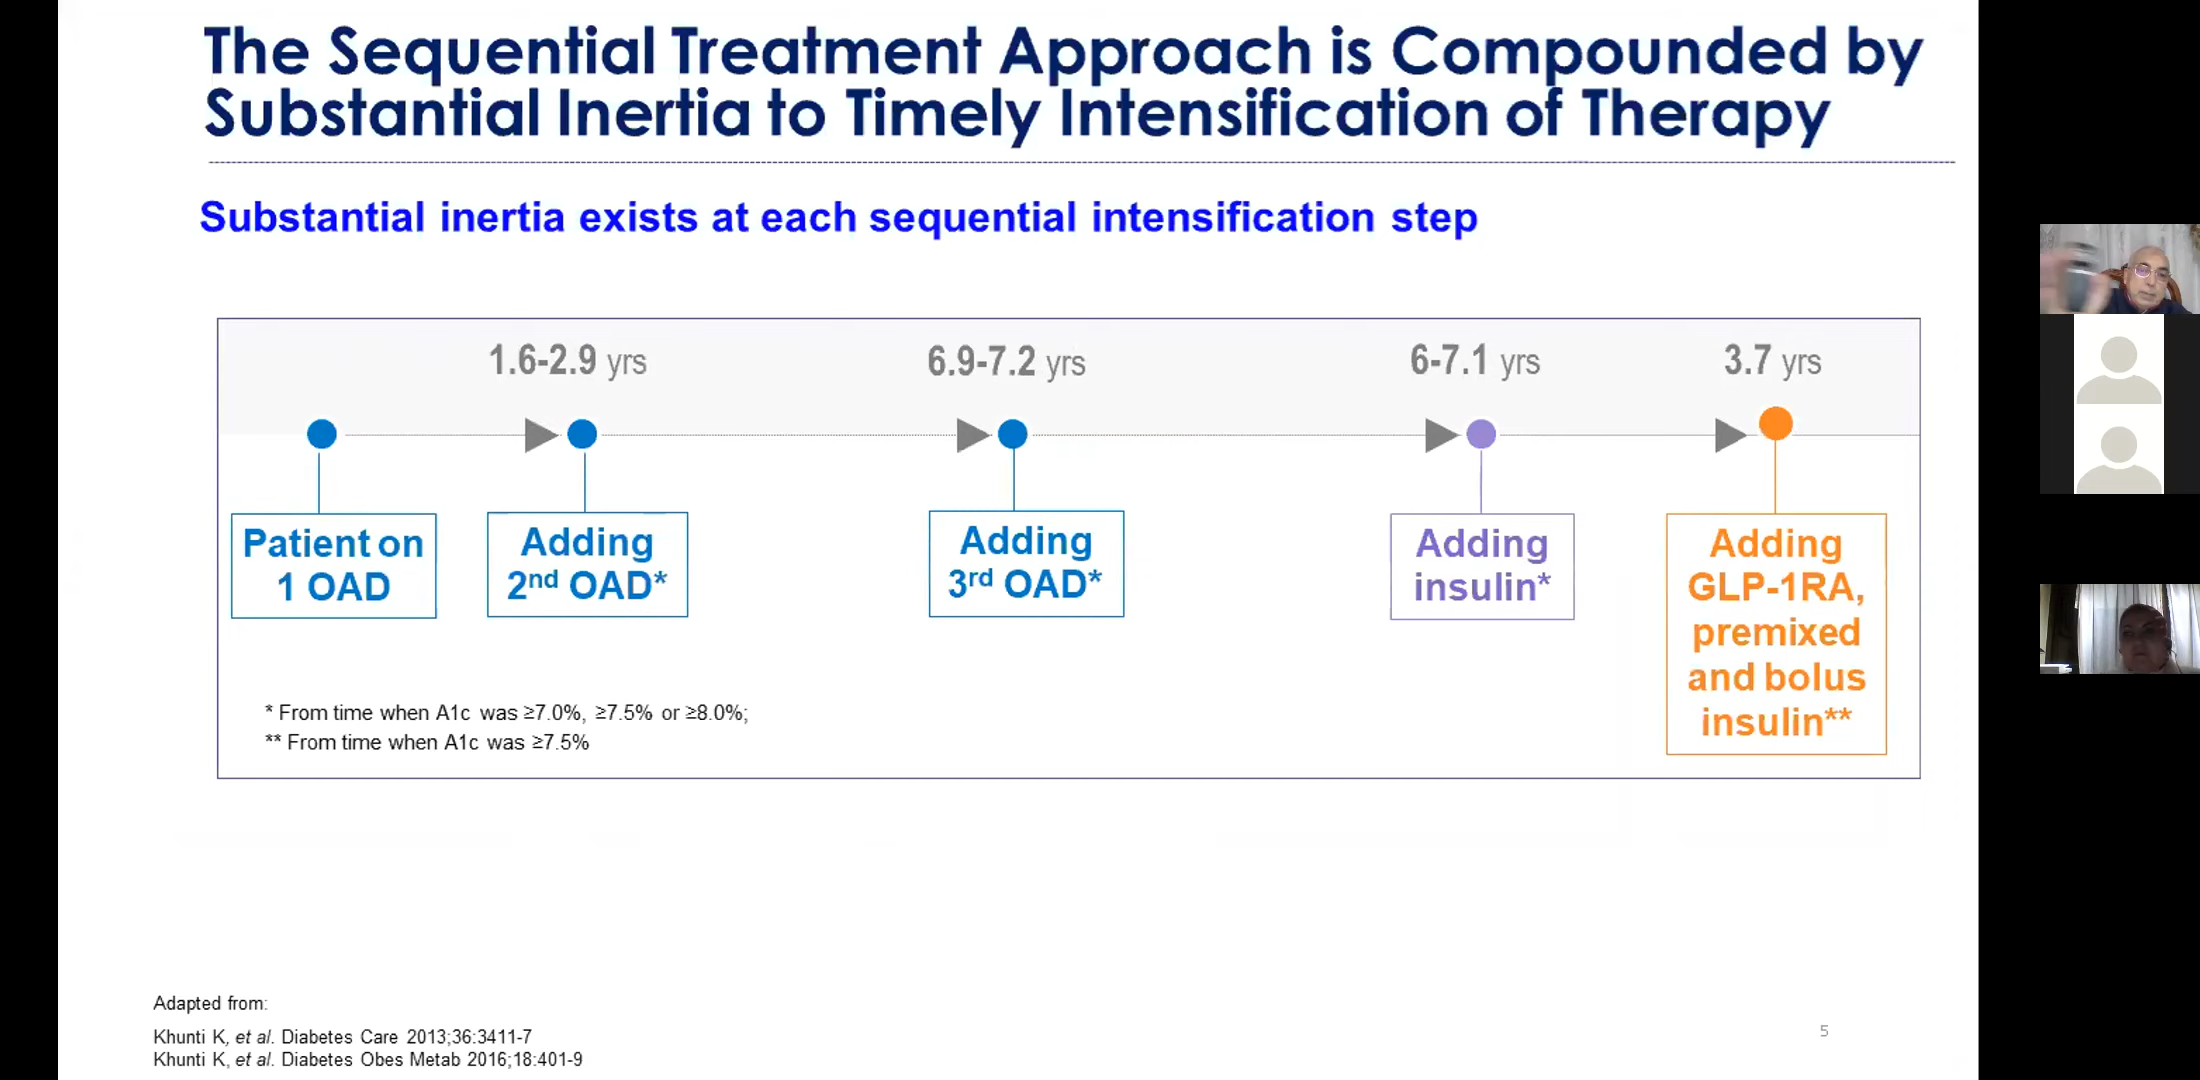 The Sequential Treatment Approach is Compounded by
Substantial Inertia to Timely Intensification of Therapy
Substantial inertia exists at each sequential intensification step
1.6-2.9 yrs
6.9-7.2 yrs
6-7.1 yrs
3.7 yrs
Patient on
1 OAD
Adding
2nd OAD*
Adding
3rd OAD*
Adding
insulin*
Adding
GLP-1RA,
premixed
and bolus
insulin**
* From time when A1c was ≥7.0%, ≥7.5% or ≥8.0%;
** From time when A1c was ≥7.5%
Adapted from:
Khunti K, et al. Diabetes Care 2013;36:3411-7
Khunti K, et al. Diabetes Obes Metab 2016;18:401-9
5